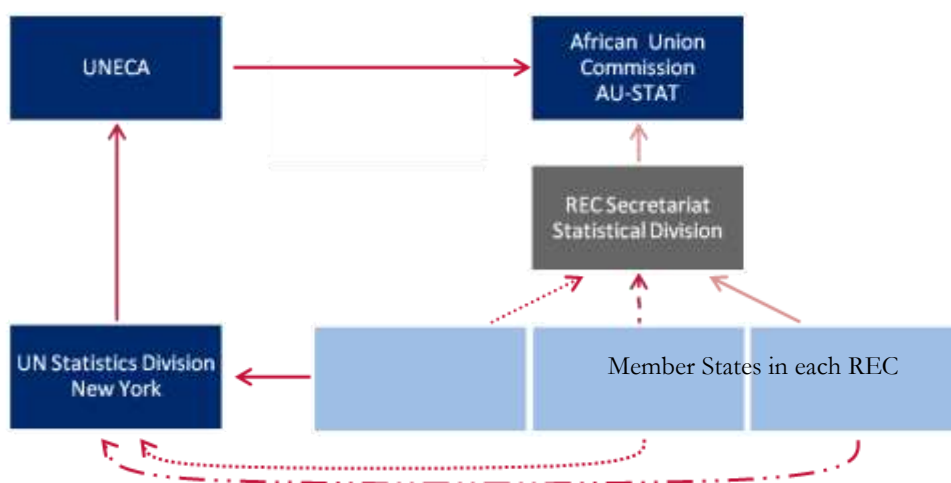 UNECA
African Union
Commission
AU-STAT
REC Secretariat
Statistical Division
UN Statistics Division
New York
Member States in each REC